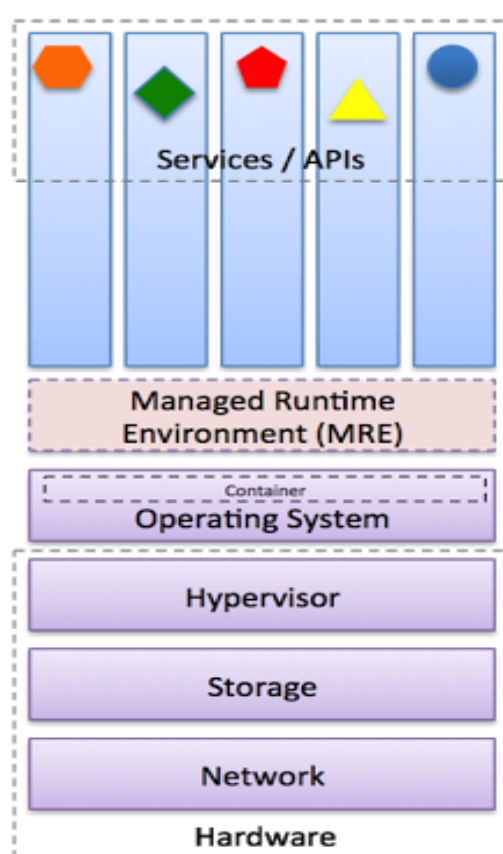 Services / APIs
Managed Runtime
Environment (MRE)
Container
Operating System
Hypervisor
Storage
Network
Hardware